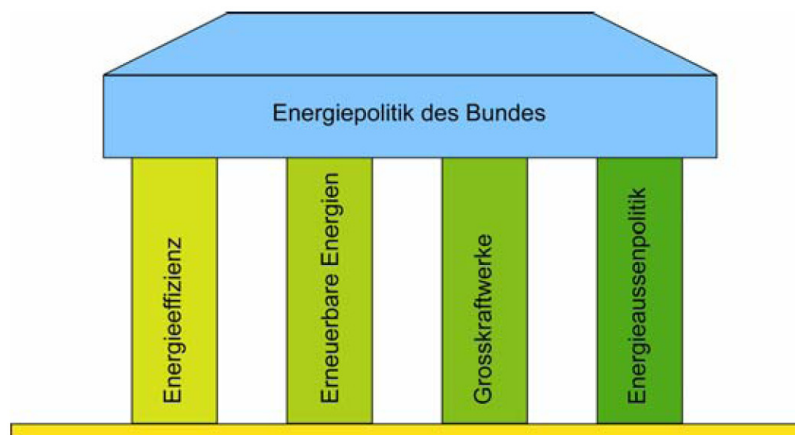 Energiepolitik des Bundes
Energieeffizienz
Erneuerbare Energien
Grosskraftwerke
Energieaussenpolitik